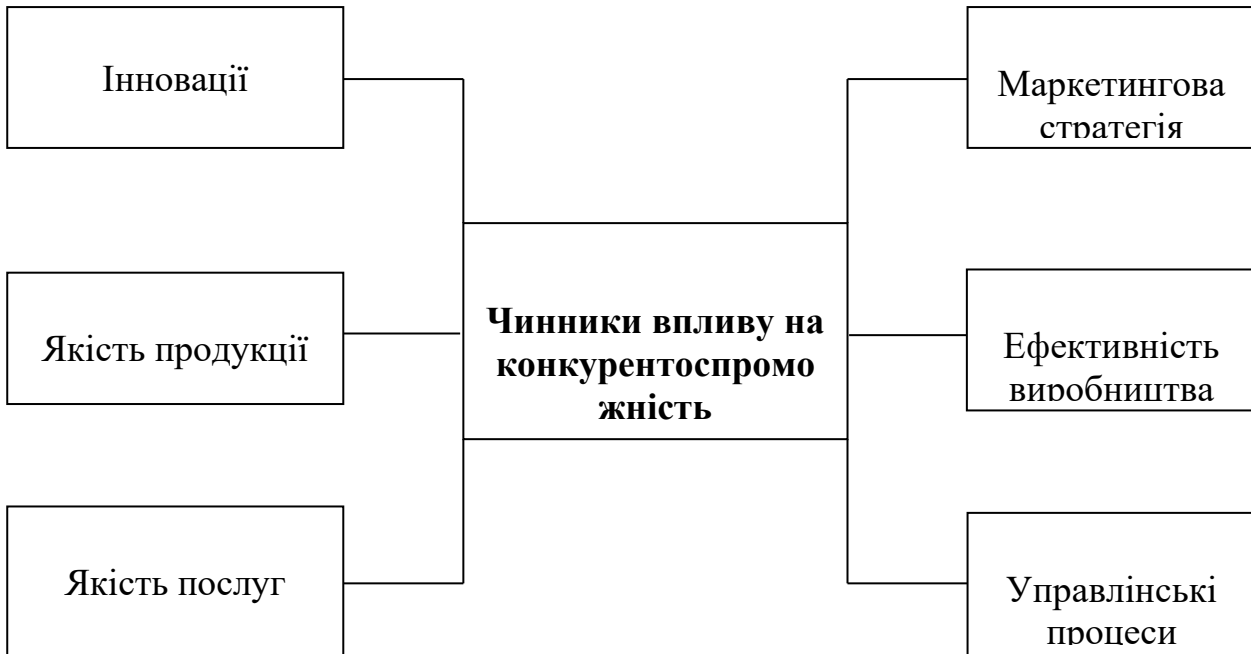 Інновації
Якість продукції
Якість послуг
Чинники впливу на
конкурентоспромо
жність
Маркетингова
стратегія
Ефективність
виробництва
Управлінські
процеси